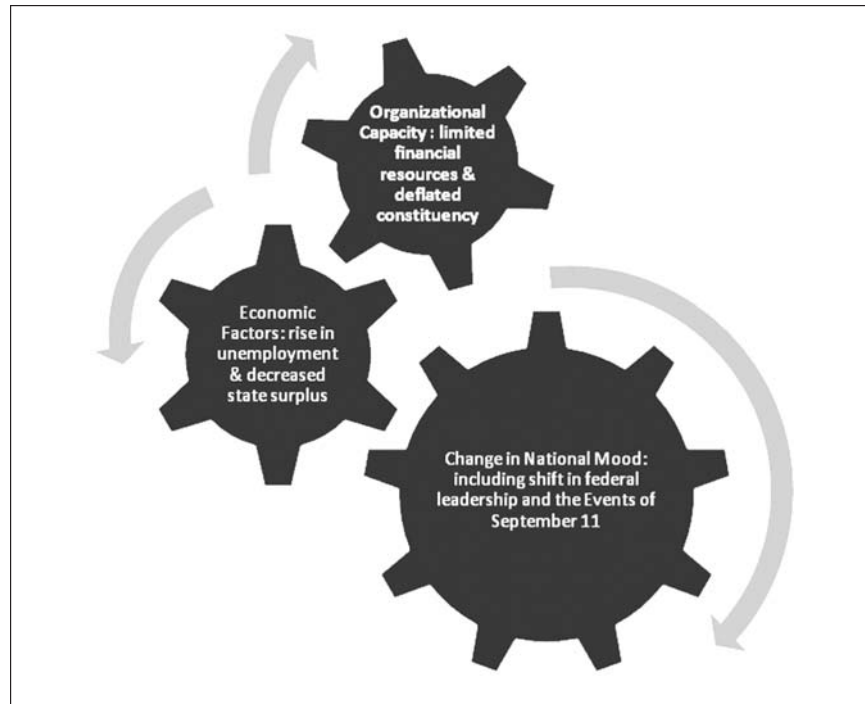 Organizational
Capacity : limited
financial
resources &
deflated
constituency
Economic
Factors: rise in
unemployment
& decreased
state surplus
Change in National Mood:
including shift in federal
leadership and the Events of
September 11